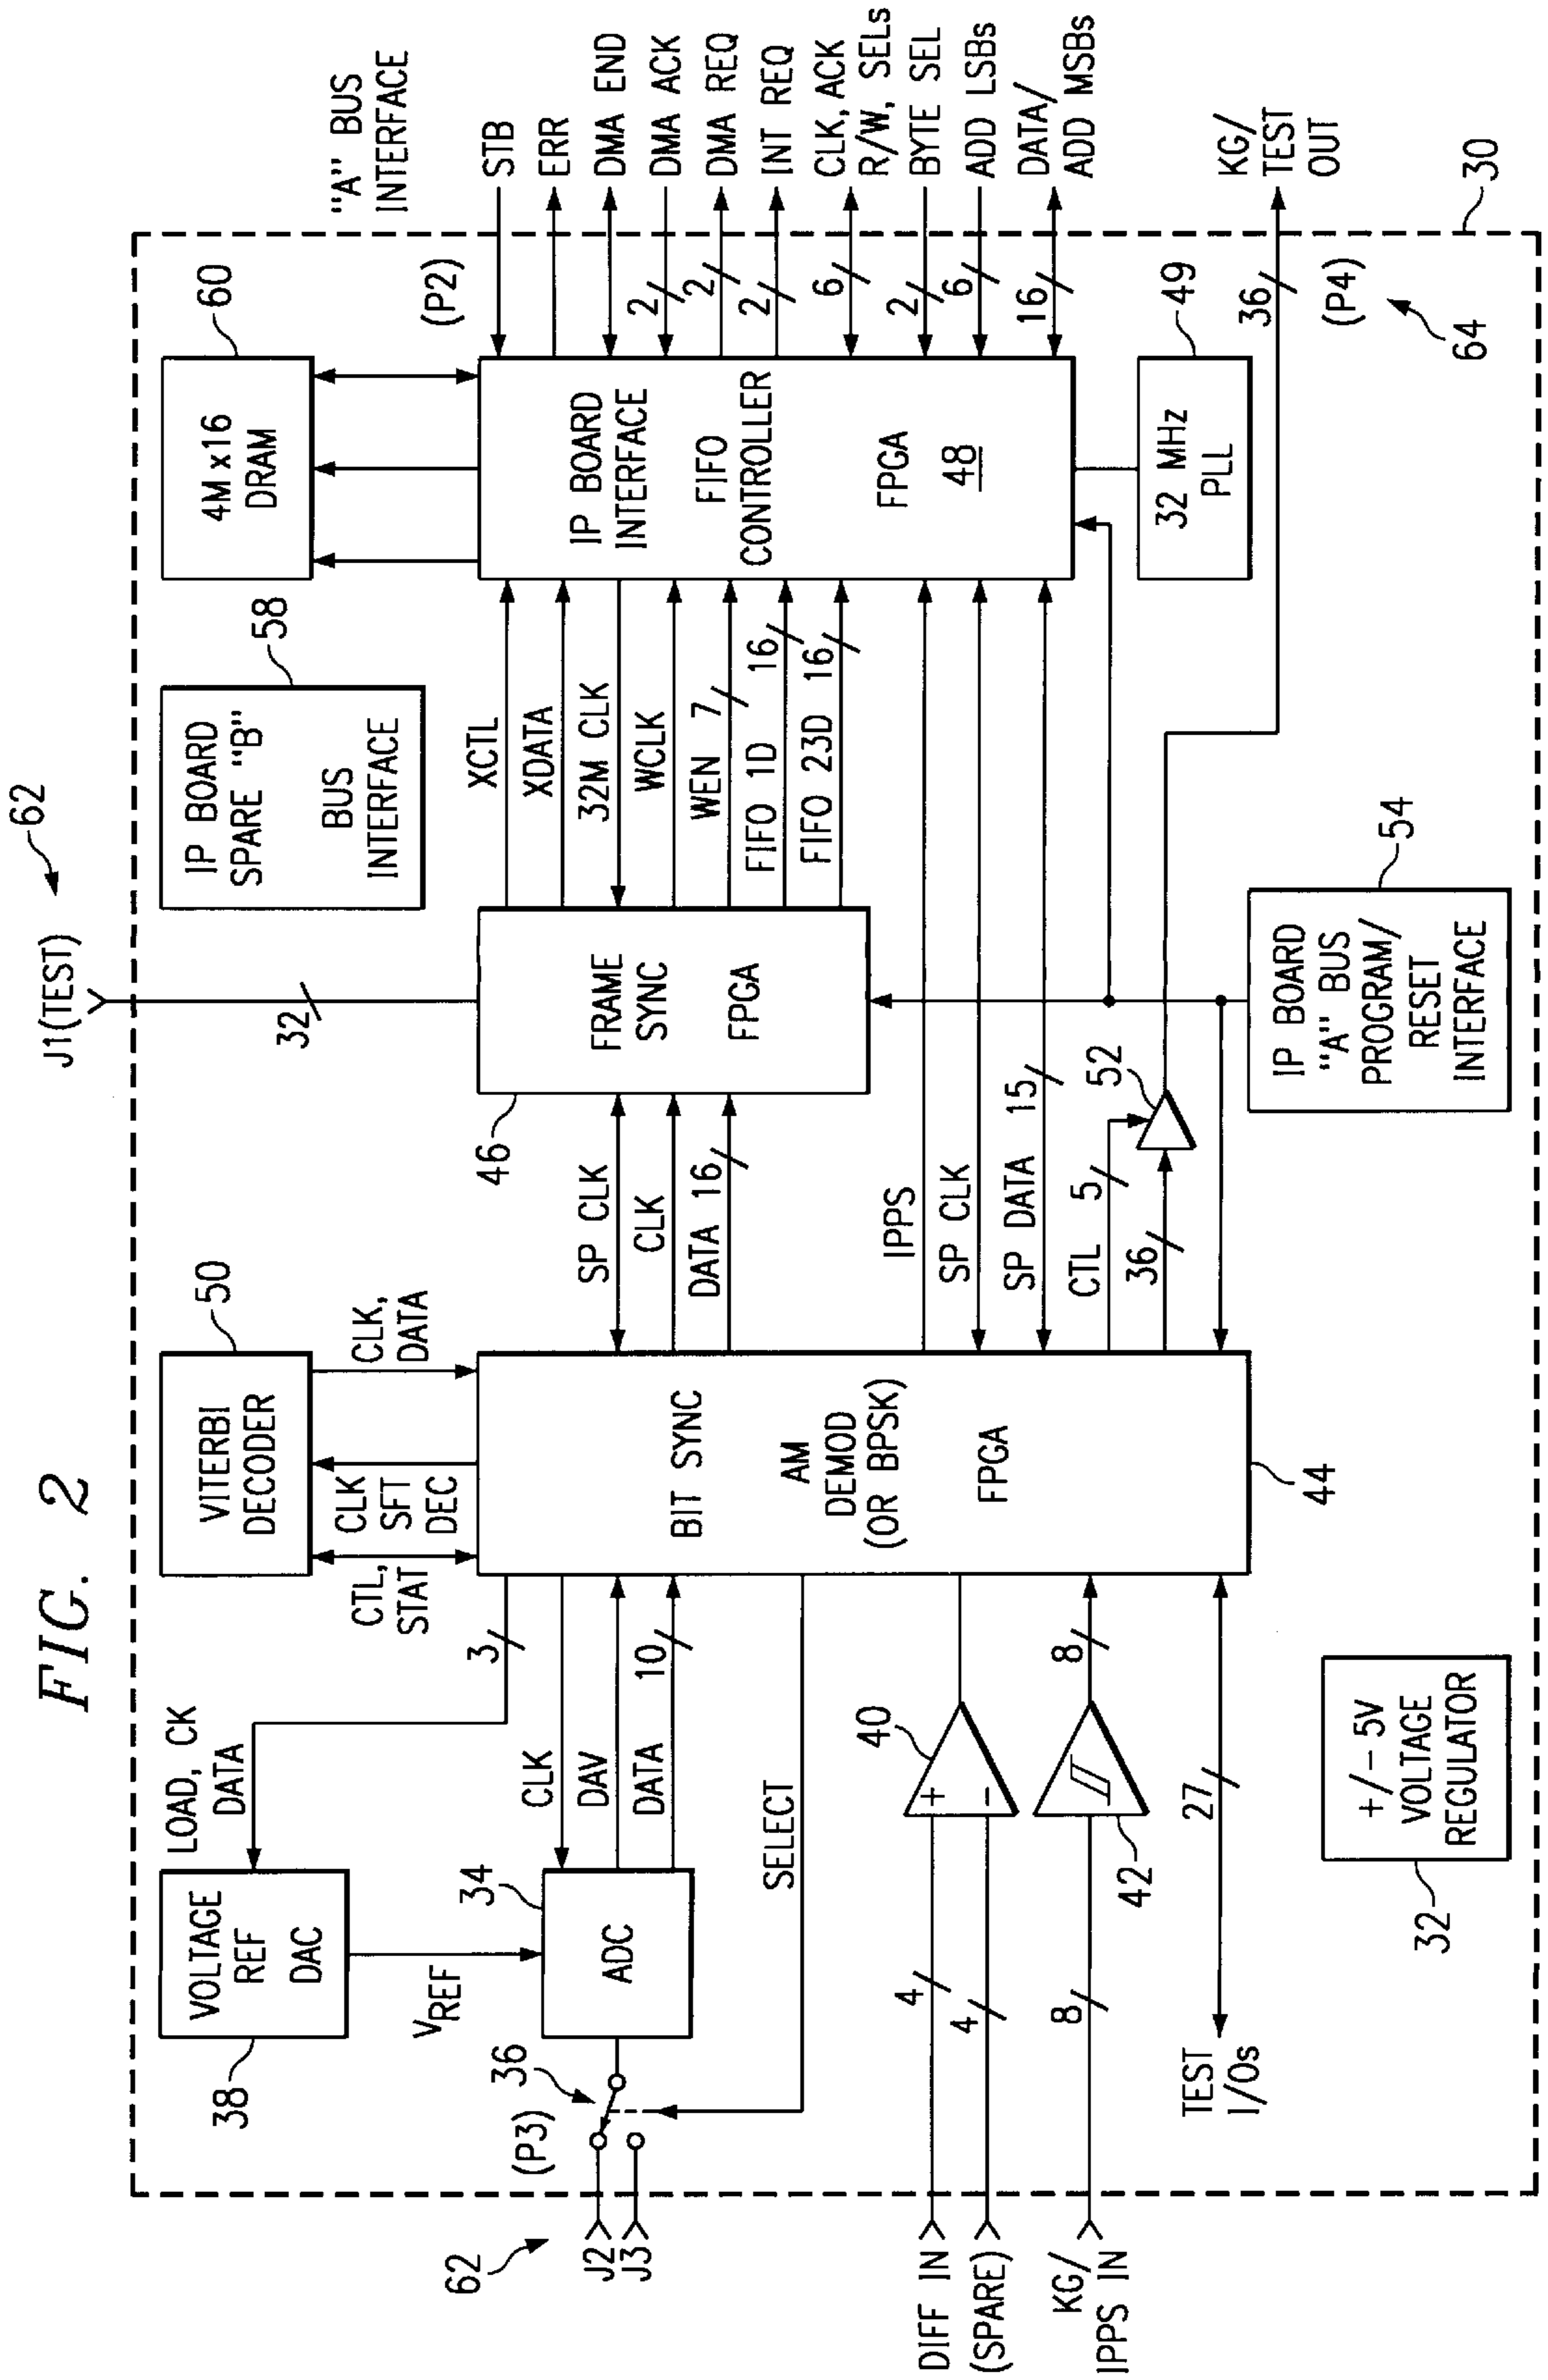 FIG. 2
62
J1(TEST)
32
"A" BUS
INTERFACE
VOLTAGE
REF
DAC
38
LOAD, CK
DATA
3
VREF
VITERBI
DECODER
50
CTL,
STAT
CLK
SFT
DEC
CLK,
DATA
IP BOARD
SPARE "B"
BUS
INTERFACE
58
4M x 16
DRAM
60
(P2)
62
J2
J3
(P3)
36
ADC
34
CLK
DAV
DATA
10
SELECT
BIT SYNC
AM
DEMOD
(OR BPSK)
FPGA
44
SP CLK
CLK
DATA 16
46
FRAME
SYNC
FPGA
XCTL
XDATA
32M CLK
WCLK
WEN 7
FIFO 1D 16
FIFO 23D 16
IP BOARD
INTERFACE
FIFO
CONTROLLER
FPGA
48
STB
ERR
DMA END
2
DMA ACK
2
DMA REQ
2
INT REQ
6
CLK, ACK
R/W, SELs
2
BYTE SEL
6
ADD LSBs
16
DATA/
ADD MSBs
DIFF IN
(SPARE)
4
4
40
KG/
IPPS IN
8
42
8
TEST
I/Os
27
IPPS
SP CLK
SP DATA 15
CTL 5
36
52
32 MHz
PLL
49
36
KG/
TEST
OUT
(P4)
64
32
+/- 5V
VOLTAGE
REGULATOR
IP BOARD
"A" BUS
PROGRAM/
RESET
INTERFACE
54
30